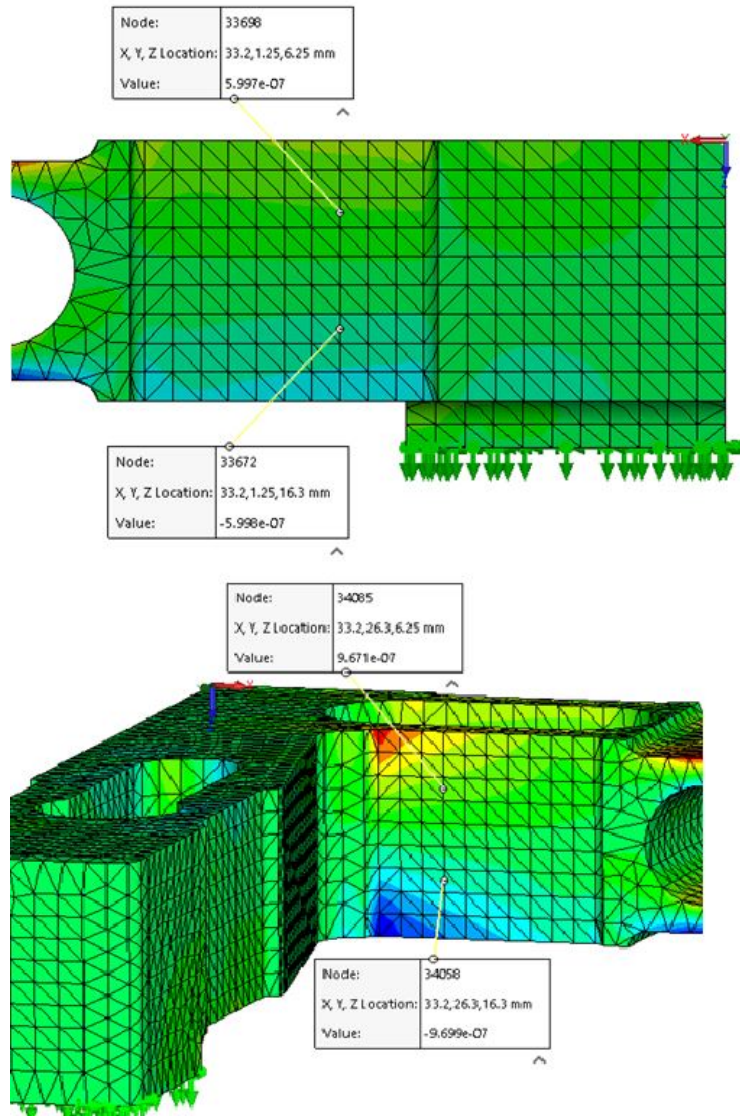 Node: 33698
X, Y, Z Location: 33.2,1.25,6.25 mm
Value: 5.997e-07
Node: 33672
X, Y, Z Location: 33.2,1.25,16.3 mm
Value: -5.998e-07
Node: 34085
X, Y, Z Location: 33.2,26.3,6.25 mm
Value: 9.671e-07
Node: 34058
X, Y, Z Location: 33.2,26.3,16.3 mm
Value: -9.699e-07